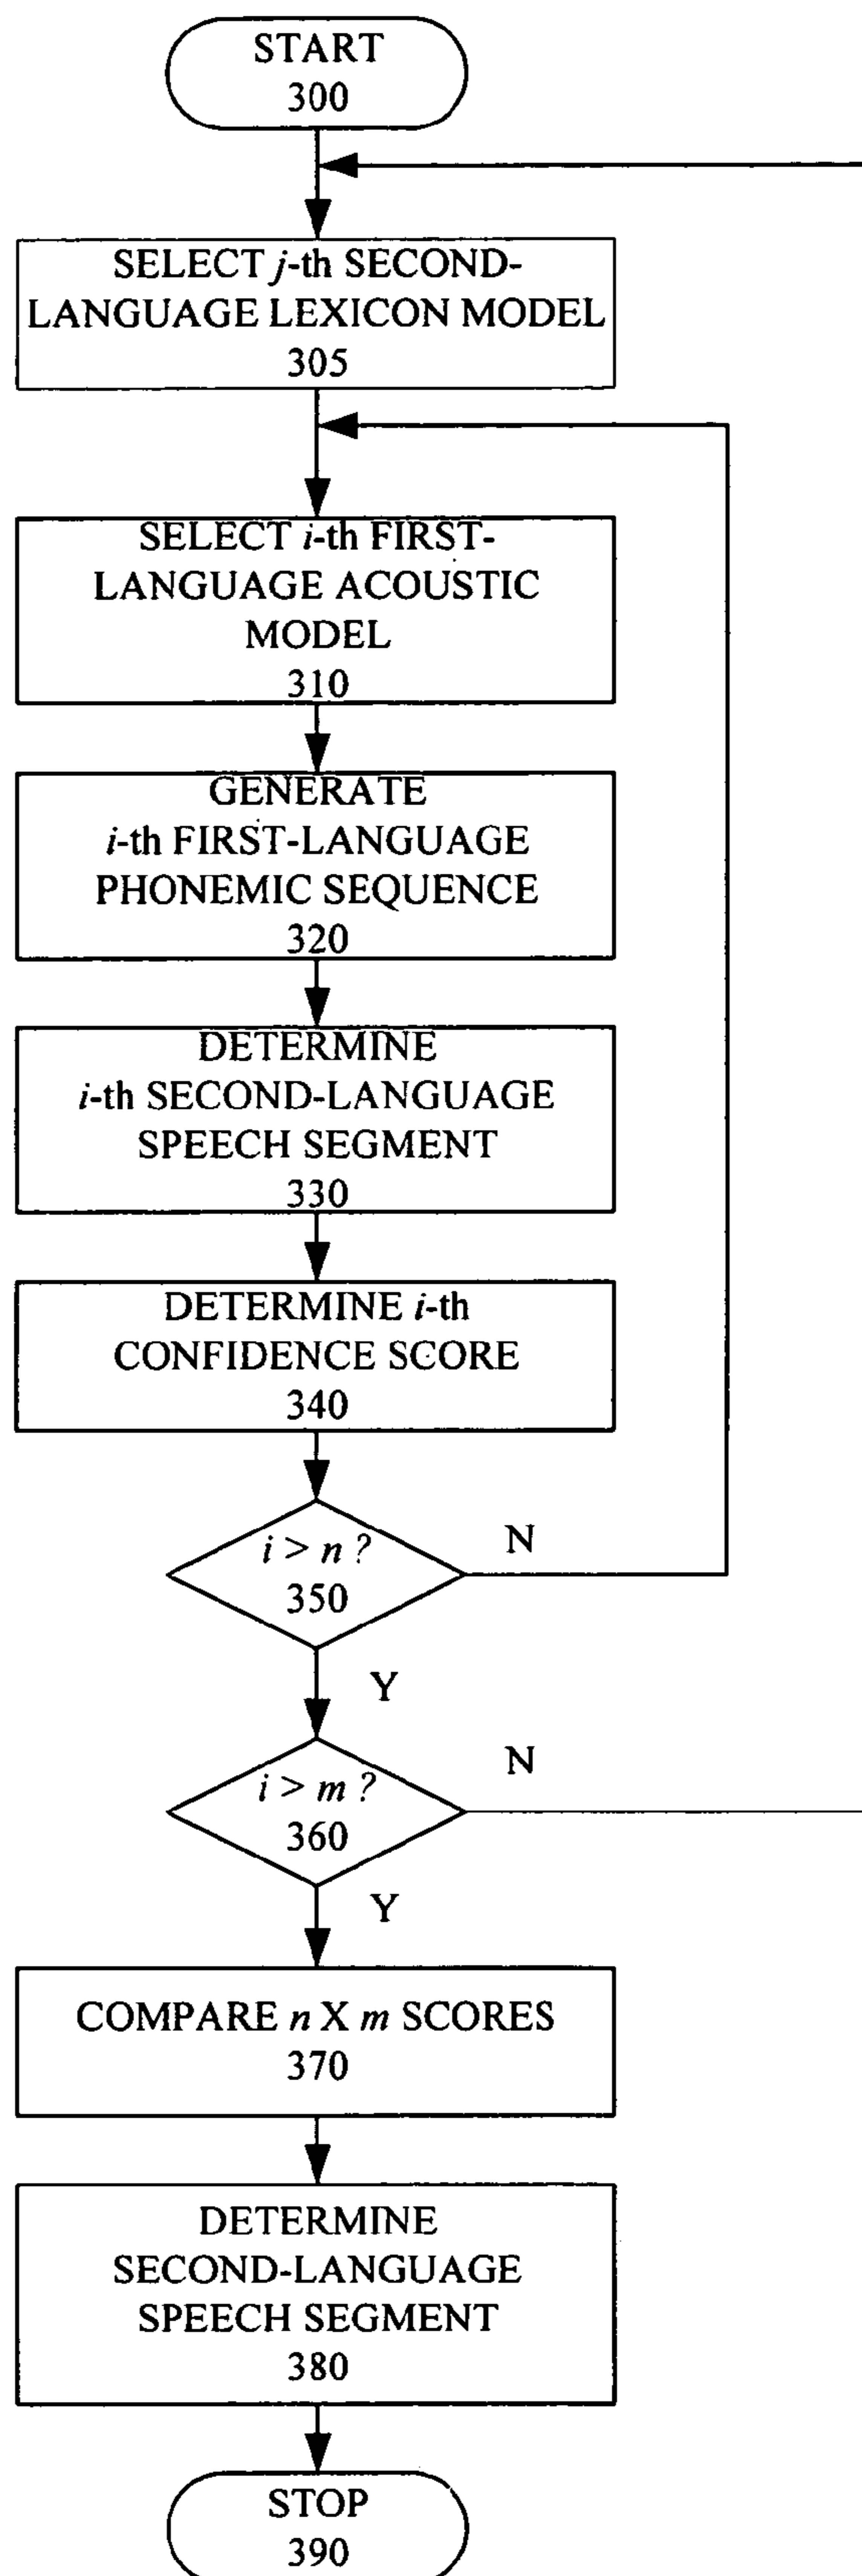 START
300
SELECT j-th SECOND-
LANGUAGE LEXICON MODEL
305
SELECT i-th FIRST-
LANGUAGE ACOUSTIC
MODEL
310
GENERATE
i-th FIRST-LANGUAGE
PHONEMIC SEQUENCE
320
DETERMINE
i-th SECOND-LANGUAGE
SPEECH SEGMENT
330
DETERMINE i-th
CONFIDENCE SCORE
340
i > n ?
350
N
Y
i > m ?
360
N
Y
COMPARE n X m SCORES
370
DETERMINE
SECOND-LANGUAGE
SPEECH SEGMENT
380
STOP
390